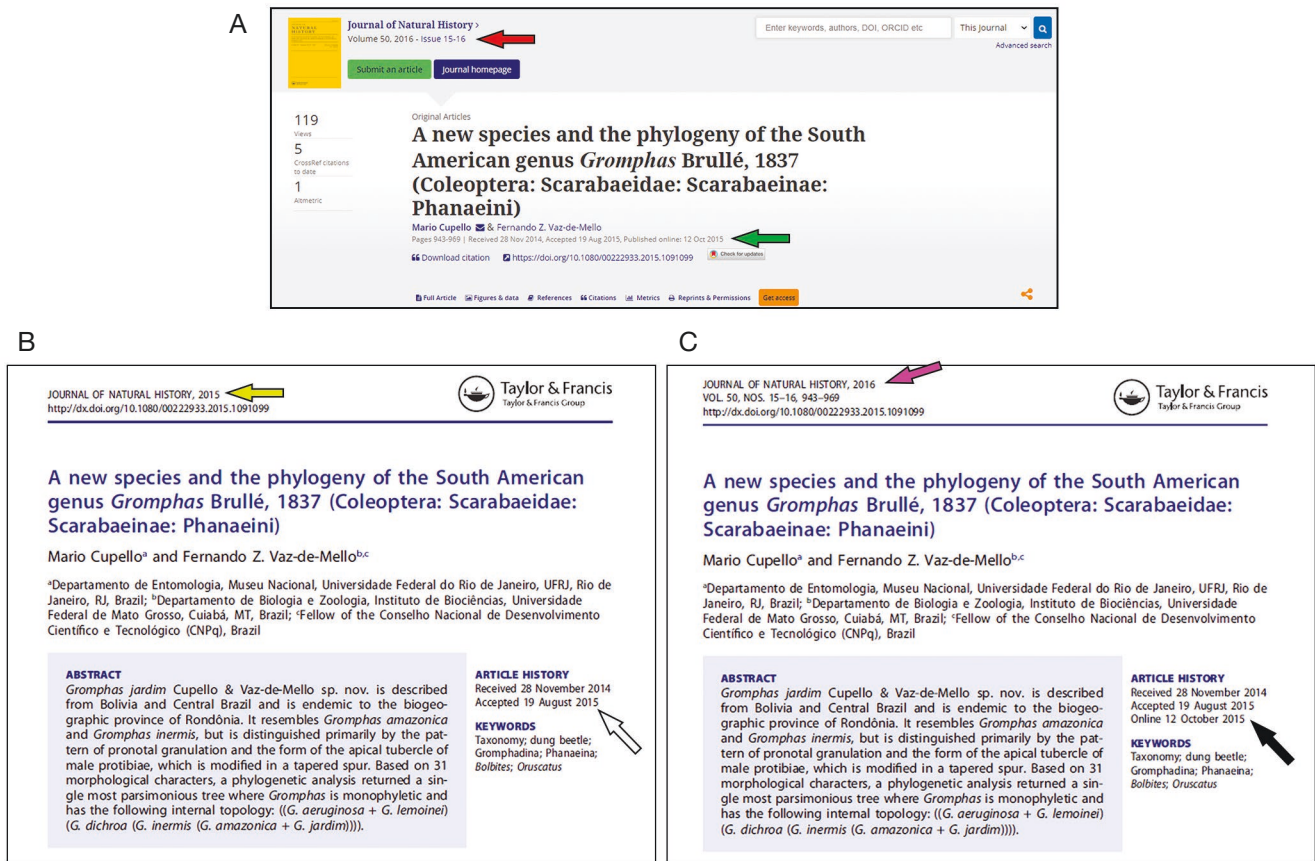 A
Journal of Natural History >
Volume 50, 2016 - Issue 15-16
Enter keywords, authors, DOI, ORCID etc
This Journal
Advanced search
Submit an article
Journal homepage
119
Views
5
CrossRef citations
to date
1
Altmetric
Original Articles
A new species and the phylogeny of the South
American genus Gromphas Brullé, 1837
(Coleoptera: Scarabaeidae: Scarabaeinae:
Phanaeini)
Mario Cupello & Fernando Z. Vaz-de-Mello
Pages 943-969 | Received 28 Nov 2014, Accepted 19 Aug 2015, Published online: 12 Oct 2015
Download citation https://doi.org/10.1080/00222933.2015.1091099 Check for updates
Full Article Figures & data References Citations Metrics Reprints & Permissions Get access
B
JOURNAL OF NATURAL HISTORY, 2015
http://dx.doi.org/10.1080/00222933.2015.1091099
Taylor & Francis
Taylor & Francis Group
A new species and the phylogeny of the South American
genus Gromphas Brullé, 1837 (Coleoptera: Scarabaeidae:
Scarabaeinae: Phanaeini)
Mario Cupelloᵃ and Fernando Z. Vaz-de-Melloᵇ,ᶜ
ᵃDepartamento de Entomologia, Museu Nacional, Universidade Federal do Rio de Janeiro, UFRJ, Rio de
Janeiro, RJ, Brazil; ᵇDepartamento de Biologia e Zoologia, Instituto de Biociências, Universidade
Federal de Mato Grosso, Cuiabá, MT, Brazil; ᶜFellow of the Conselho Nacional de Desenvolvimento
Científico e Tecnológico (CNPq), Brazil
ABSTRACT
Gromphas jardim Cupello & Vaz-de-Mello sp. nov. is described
from Bolivia and Central Brazil and is endemic to the biogeo-
graphic province of Rondônia. It resembles Gromphas amazonica
and Gromphas inermis, but is distinguished primarily by the pat-
tern of pronotal granulation and the form of the apical tubercle of
male protibiae, which is modified in a tapered spur. Based on 31
morphological characters, a phylogenetic analysis returned a sin-
gle most parsimonious tree where Gromphas is monophyletic and
has the following internal topology: ((G. aeruginosa + G. lemoinei)
(G. dichroa (G. inermis (G. amazonica + G. jardim)))).
ARTICLE HISTORY
Received 28 November 2014
Accepted 19 August 2015
KEYWORDS
Taxonomy; dung beetle;
Gromphadina; Phanaeina;
Bolbites; Oruscatus
C
JOURNAL OF NATURAL HISTORY, 2016
VOL. 50, NOS. 15–16, 943–969
http://dx.doi.org/10.1080/00222933.2015.1091099
Taylor & Francis
Taylor & Francis Group
A new species and the phylogeny of the South American
genus Gromphas Brullé, 1837 (Coleoptera: Scarabaeidae:
Scarabaeinae: Phanaeini)
Mario Cupelloᵃ and Fernando Z. Vaz-de-Melloᵇ,ᶜ
ᵃDepartamento de Entomologia, Museu Nacional, Universidade Federal do Rio de Janeiro, UFRJ, Rio de
Janeiro, RJ, Brazil; ᵇDepartamento de Biologia e Zoologia, Instituto de Biociências, Universidade
Federal de Mato Grosso, Cuiabá, MT, Brazil; ᶜFellow of the Conselho Nacional de Desenvolvimento
Científico e Tecnológico (CNPq), Brazil
ABSTRACT
Gromphas jardim Cupello & Vaz-de-Mello sp. nov. is described
from Bolivia and Central Brazil and is endemic to the biogeo-
graphic province of Rondônia. It resembles Gromphas amazonica
and Gromphas inermis, but is distinguished primarily by the pat-
tern of pronotal granulation and the form of the apical tubercle of
male protibiae, which is modified in a tapered spur. Based on 31
morphological characters, a phylogenetic analysis returned a sin-
gle most parsimonious tree where Gromphas is monophyletic and
has the following internal topology: ((G. aeruginosa + G. lemoinei)
(G. dichroa (G. inermis (G. amazonica + G. jardim)))).
ARTICLE HISTORY
Received 28 November 2014
Accepted 19 August 2015
Online 12 October 2015
KEYWORDS
Taxonomy; dung beetle;
Gromphadina; Phanaeina;
Bolbites; Oruscatus